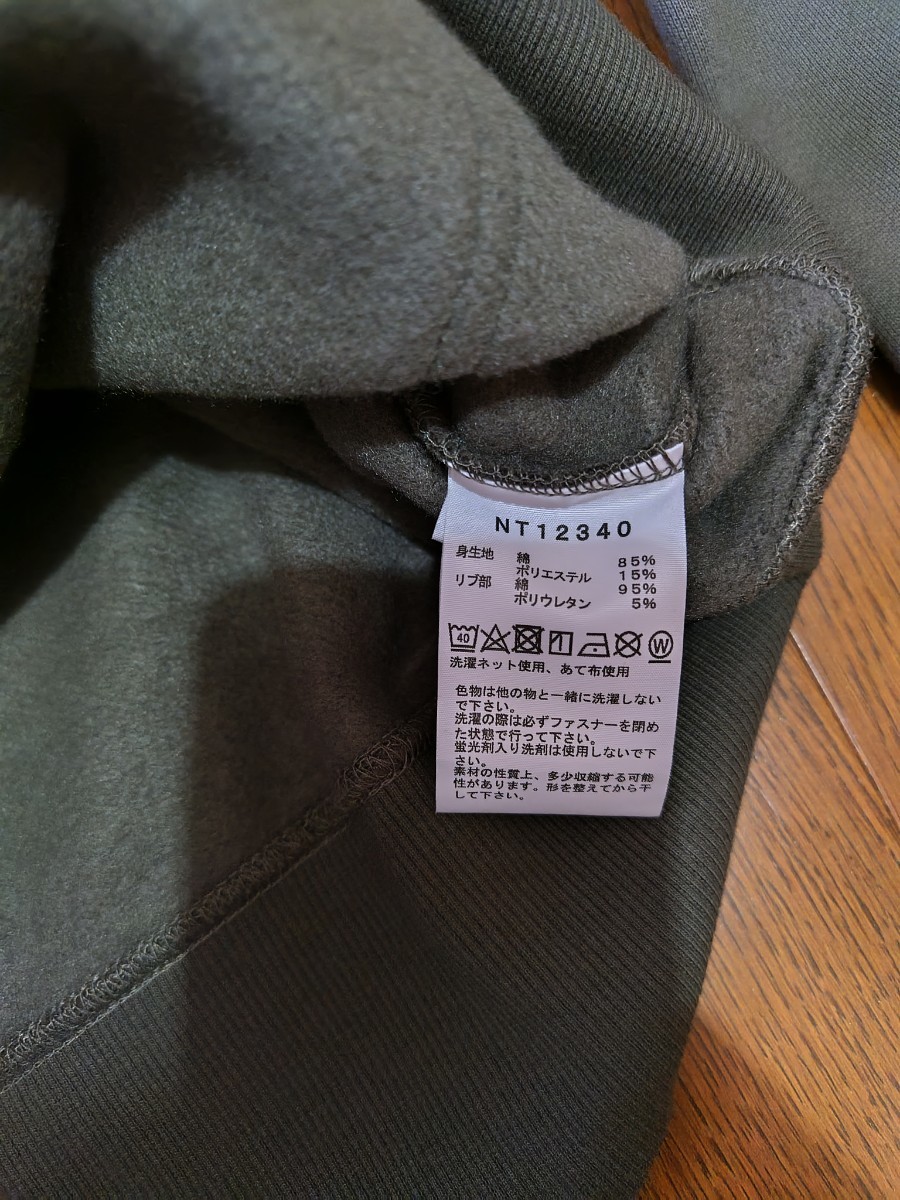 NT12340
身生地 綿 85%
ポリエステル 15%
リブ部 綿 95%
ポリウレタン 5%
40 W
洗濯ネット使用、あて布使用
色物は他の物と一緒に洗濯しない
で下さい。
洗濯の際は必ずファスナーを閉め
た状態で行って下さい。
蛍光剤入り洗剤は使用しないで下
さい。
素材の性質上、多少収縮する可能
性があります。形を整えてから干
して下さい。